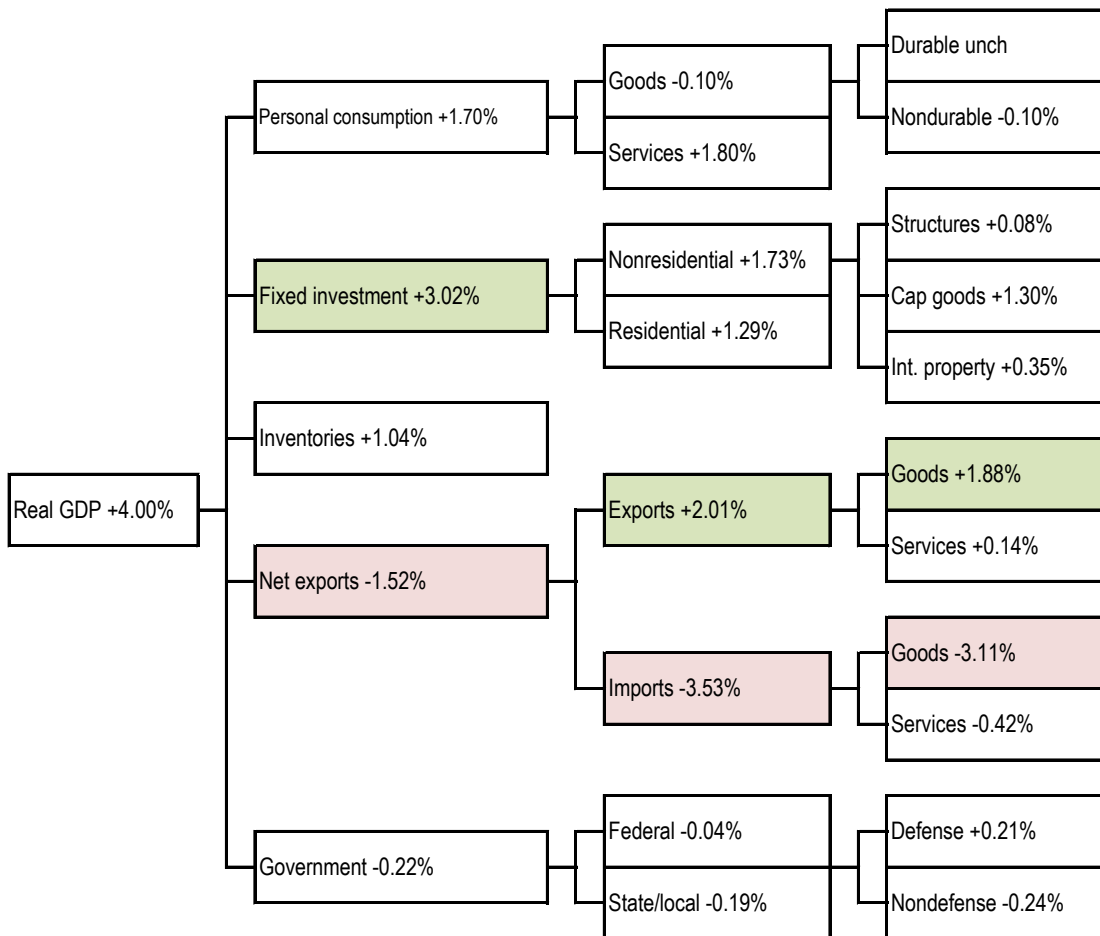 Real GDP +4.00%
Personal consumption +1.70%
Goods -0.10%
Durable unch
Nondurable -0.10%
Services +1.80%
Fixed investment +3.02%
Nonresidential +1.73%
Structures +0.08%
Cap goods +1.30%
Int. property +0.35%
Residential +1.29%
Inventories +1.04%
Net exports -1.52%
Exports +2.01%
Goods +1.88%
Services +0.14%
Imports -3.53%
Goods -3.11%
Services -0.42%
Government -0.22%
Federal -0.04%
Defense +0.21%
Nondefense -0.24%
State/local -0.19%